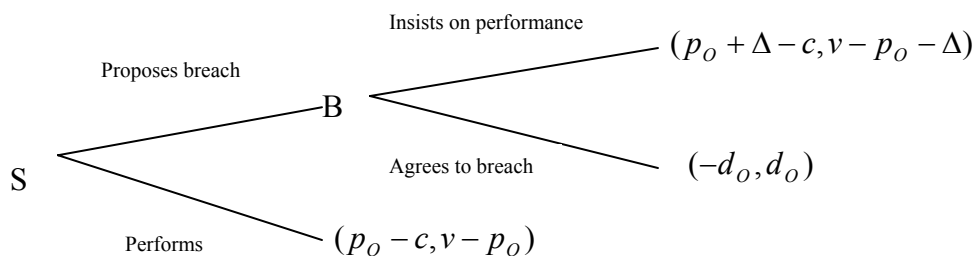 Insists on performance
(p_O + Δ − c, v − p_O − Δ)
Proposes breach
B
Agrees to breach
(−d_O, d_O)
S
Performs
(p_O − c, v − p_O)